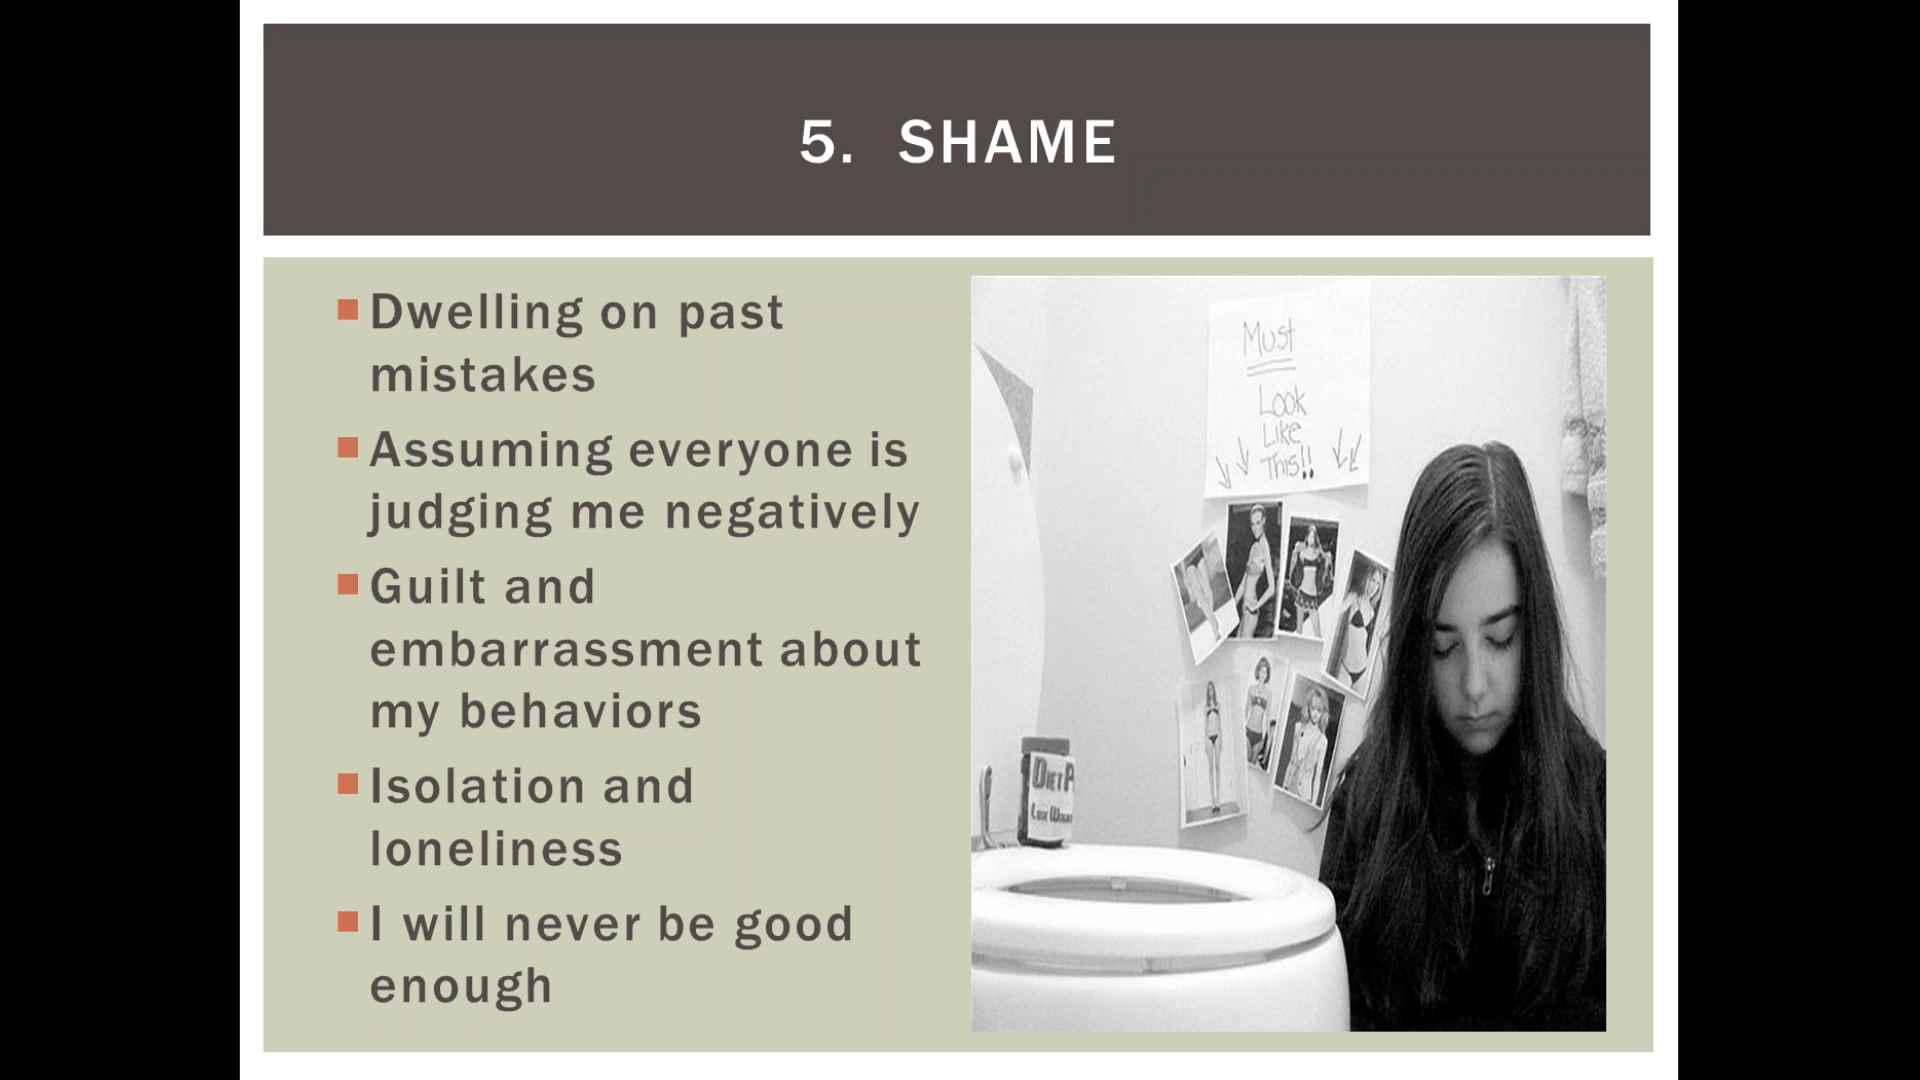 5. SHAME
Dwelling on past
mistakes
Assuming everyone is
judging me negatively
Guilt and
embarrassment about
my behaviors
Isolation and
loneliness
I will never be good
enough
Must
Look
Like
This!!
DIET
LOSE